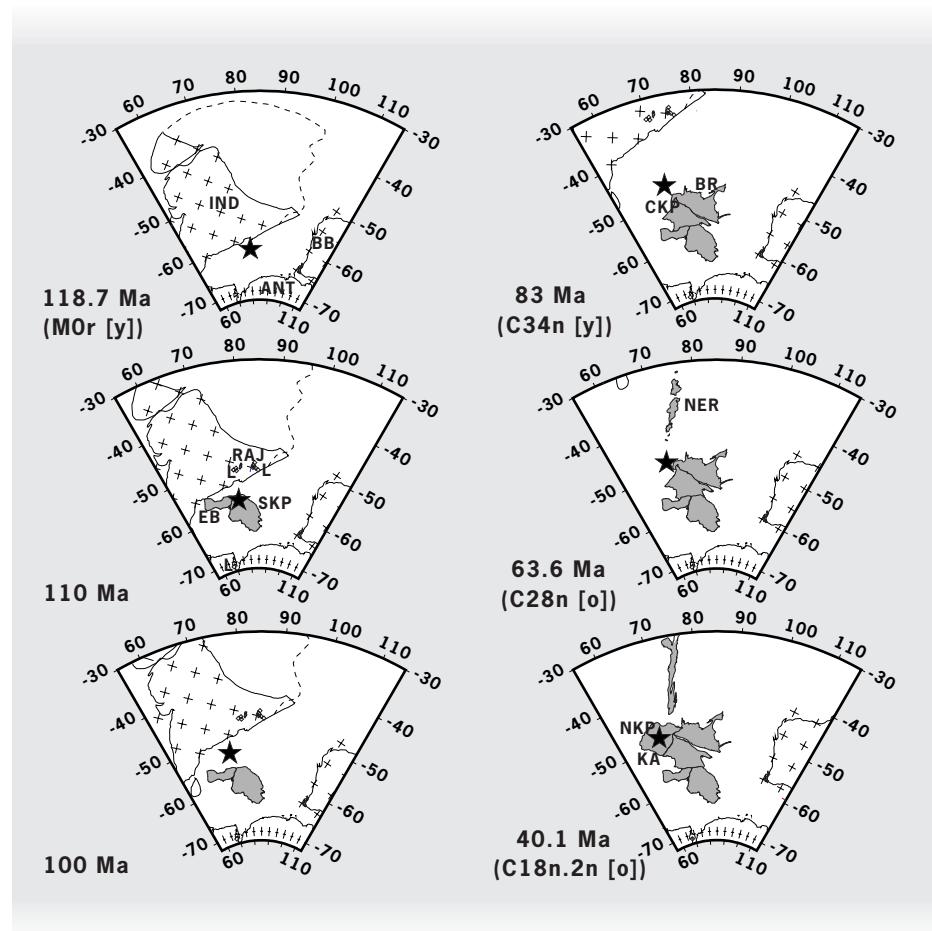 60 70 80 90 100 110
-30 -30
-40 -40
-50 -50
-60 -60
-70 -70
60 110
IND
BB
ANT
118.7 Ma
(M0r [y])
60 70 80 90 100 110
-30 -30
-40 -40
-50 -50
-60 -60
-70 -70
60 110
RAJ
L L
SKP
EB
L
110 Ma
60 70 80 90 100 110
-30 -30
-40 -40
-50 -50
-60 -60
-70 -70
60 110
100 Ma
60 70 80 90 100 110
-30 -30
-40 -40
-50 -50
-60 -60
-70 -70
60 110
BR
CKP
83 Ma
(C34n [y])
60 70 80 90 100 110
-30 -30
-40 -40
-50 -50
-60 -60
-70 -70
60 110
NER
63.6 Ma
(C28n [o])
60 70 80 90 100 110
-30 -30
-40 -40
-50 -50
-60 -60
-70 -70
60 110
NKP
KA
40.1 Ma
(C18n.2n [o])